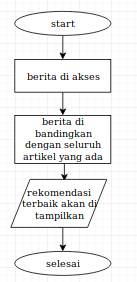 start
berita di akses
berita di
bandingkan
dengan seluruh
artikel yang ada
rekomendasi
terbaik akan di
tampilkan
selesai